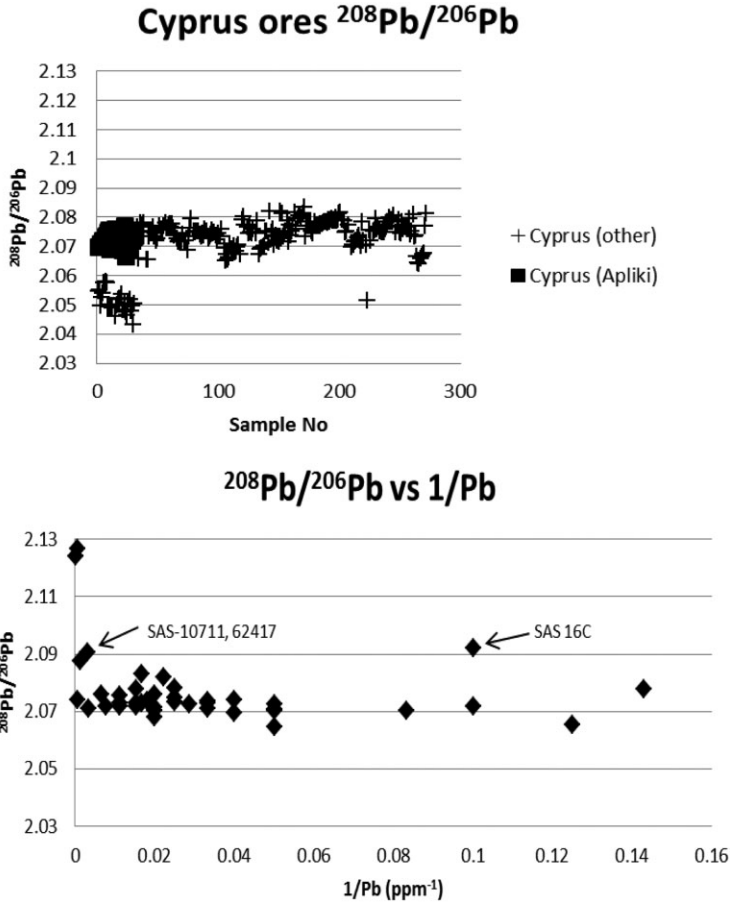 Cyprus ores ²⁰⁸Pb/²⁰⁶Pb
2.13
2.12
2.11
2.1
2.09
2.08
2.07
2.06
2.05
2.04
2.03
²⁰⁸Pb/²⁰⁶Pb
0 100 200 300
Sample No
Cyprus (other)
Cyprus (Apliki)
²⁰⁸Pb/²⁰⁶Pb vs 1/Pb
2.13
2.11
2.09
2.07
2.05
2.03
²⁰⁸Pb/²⁰⁶Pb
SAS-10711, 62417
SAS 16C
0 0.02 0.04 0.06 0.08 0.1 0.12 0.14 0.16
1/Pb (ppm⁻¹)